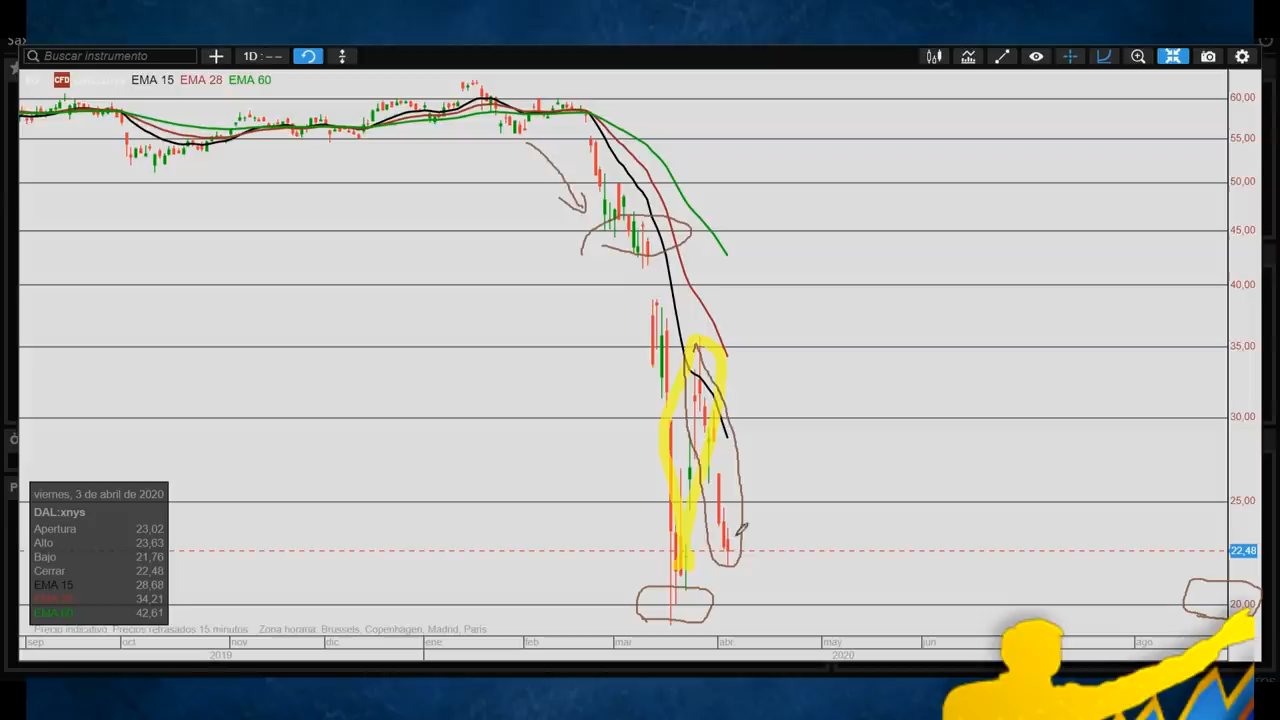 Buscar instrumento
1D : – –
CFD
EMA 15 EMA 28 EMA 60
60,00
55,00
50,00
45,00
40,00
35,00
30,00
25,00
22,48
20,00
viernes, 3 de abril de 2020
DAL:xnys
Apertura 23,02
Alto 23,63
Bajo 21,76
Cerrar 22,48
EMA 15 28,68
34,21
EMA 60 42,61
Precio indicativo Precios retrasados 15 minutos Zona horaria: Brussels, Copenhagen, Madrid, Paris
sep oct nov dic ene feb mar abr. may jun ago
2019 2020